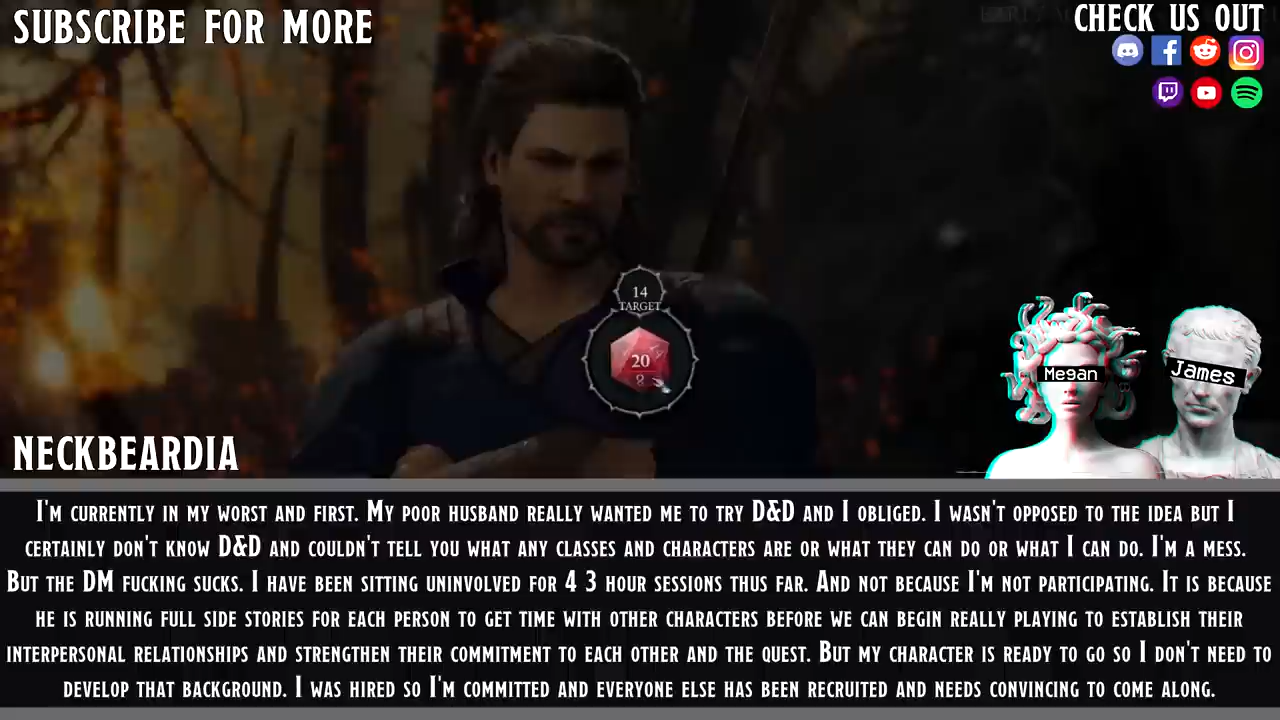 SUBSCRIBE FOR MORE
CHECK US OUT
14
TARGET
20
8
Megan
James
NECKBEARDIA
I'M CURRENTLY IN MY WORST AND FIRST. MY POOR HUSBAND REALLY WANTED ME TO TRY D&D AND I OBLIGED. I WASN'T OPPOSED TO THE IDEA BUT I
CERTAINLY DON'T KNOW D&D AND COULDN'T TELL YOU WHAT ANY CLASSES AND CHARACTERS ARE OR WHAT THEY CAN DO OR WHAT I CAN DO. I'M A MESS.
BUT THE DM FUCKING SUCKS. I HAVE BEEN SITTING UNINVOLVED FOR 4 3 HOUR SESSIONS THUS FAR. AND NOT BECAUSE I'M NOT PARTICIPATING. IT IS BECAUSE
HE IS RUNNING FULL SIDE STORIES FOR EACH PERSON TO GET TIME WITH OTHER CHARACTERS BEFORE WE CAN BEGIN REALLY PLAYING TO ESTABLISH THEIR
INTERPERSONAL RELATIONSHIPS AND STRENGTHEN THEIR COMMITMENT TO EACH OTHER AND THE QUEST. BUT MY CHARACTER IS READY TO GO SO I DON'T NEED TO
DEVELOP THAT BACKGROUND. I WAS HIRED SO I'M COMMITTED AND EVERYONE ELSE HAS BEEN RECRUITED AND NEEDS CONVINCING TO COME ALONG.